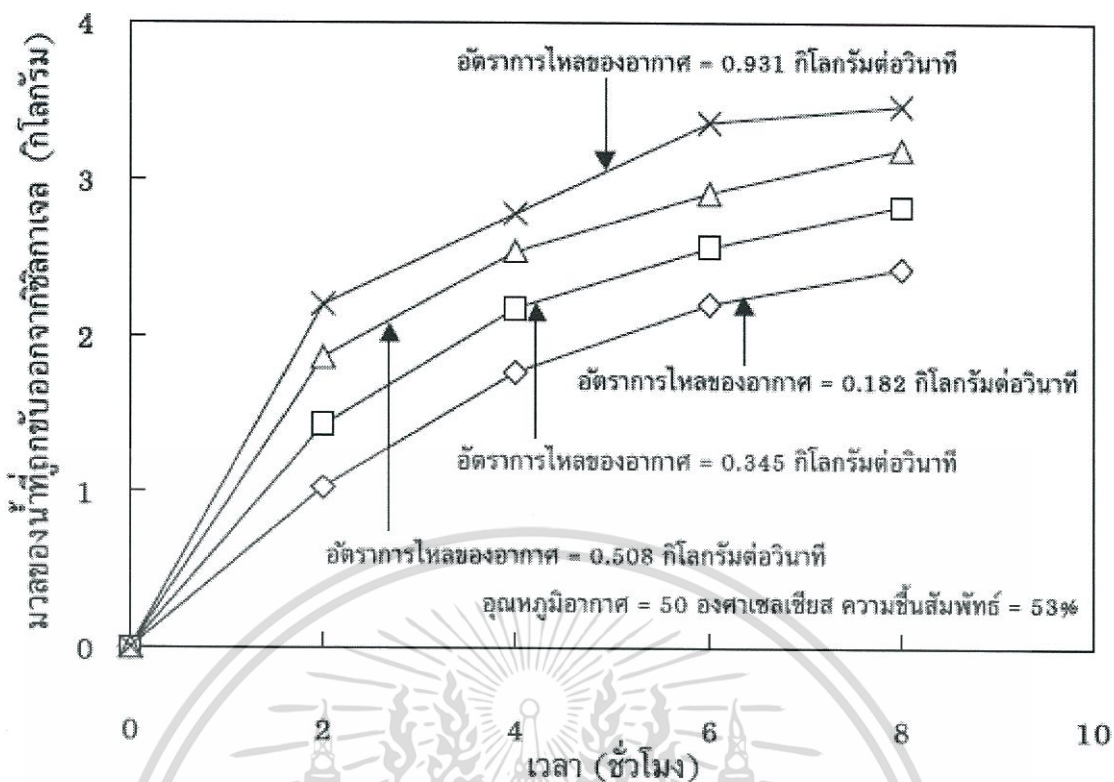 มวลของน้ำที่ถูกขับออกจากซิลิกาเจล (กิโลกรัม)
4
3
2
1
0
อัตราการไหลของอากาศ = 0.931 กิโลกรัมต่อวินาที
อัตราการไหลของอากาศ = 0.182 กิโลกรัมต่อวินาที
อัตราการไหลของอากาศ = 0.345 กิโลกรัมต่อวินาที
อัตราการไหลของอากาศ = 0.508 กิโลกรัมต่อวินาที
อุณหภูมิอากาศ = 50 องศาเซลเซียส ความชื้นสัมพัทธ์ = 53%
0 2 4 6 8 10
เวลา (ชั่วโมง)